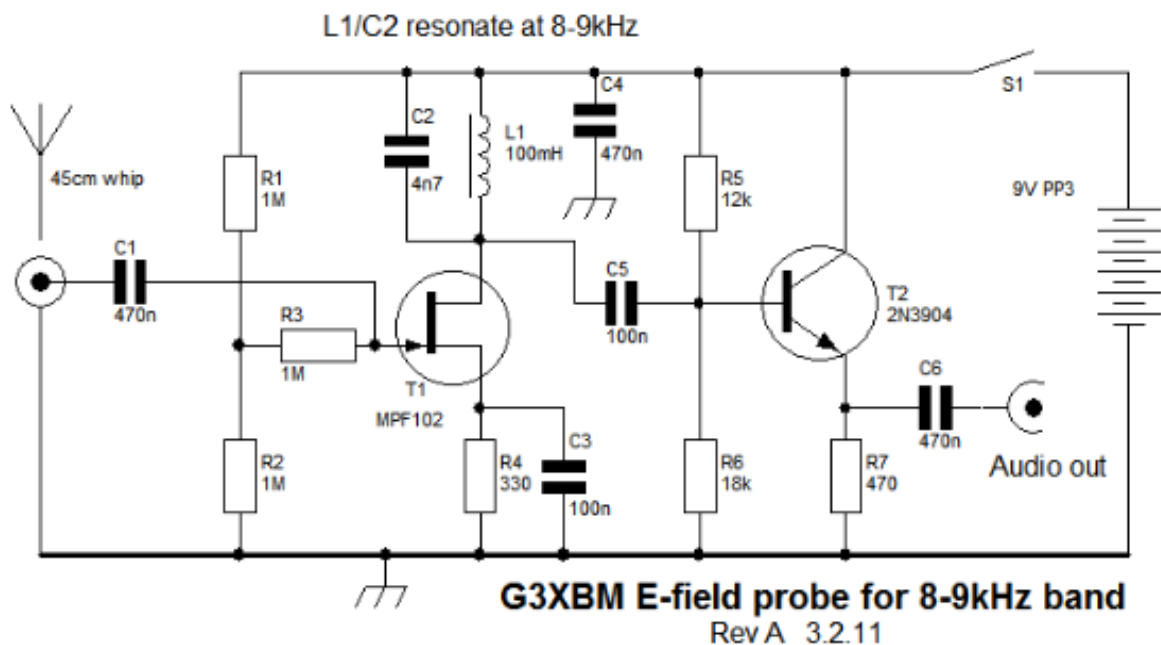 L1/C2 resonate at 8-9kHz
S1
C4
470n
C2
4n7
L1
100mH
45cm whip
R1
1M
R5
12k
9V PP3
C1
470n
C5
100n
T2
2N3904
R3
1M
T1
MPF102
C6
470n
C3
100n
R2
1M
R4
330
R6
18k
R7
470
Audio out
G3XBM E-field probe for 8-9kHz band
Rev A 3.2.11